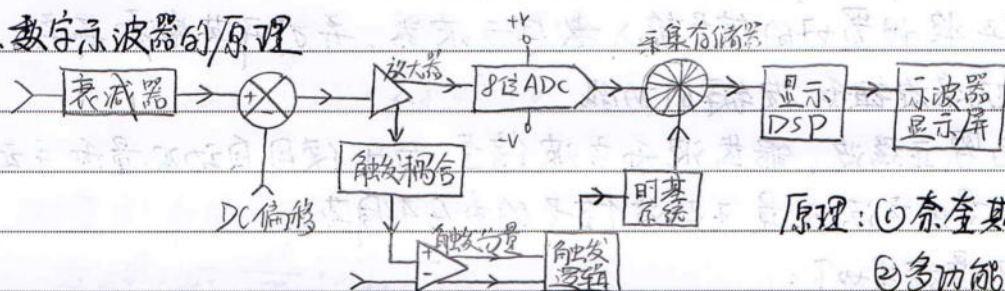 数字示波器的原理
衰减器
+
-
放大器
8位ADC
+V
-V
采集存储器
显示
DSP
示波器
显示屏
DC偏移
触发耦合
触发分量
+
-
触发
逻辑
时基
系统
原理：①奈奎其
②多功能